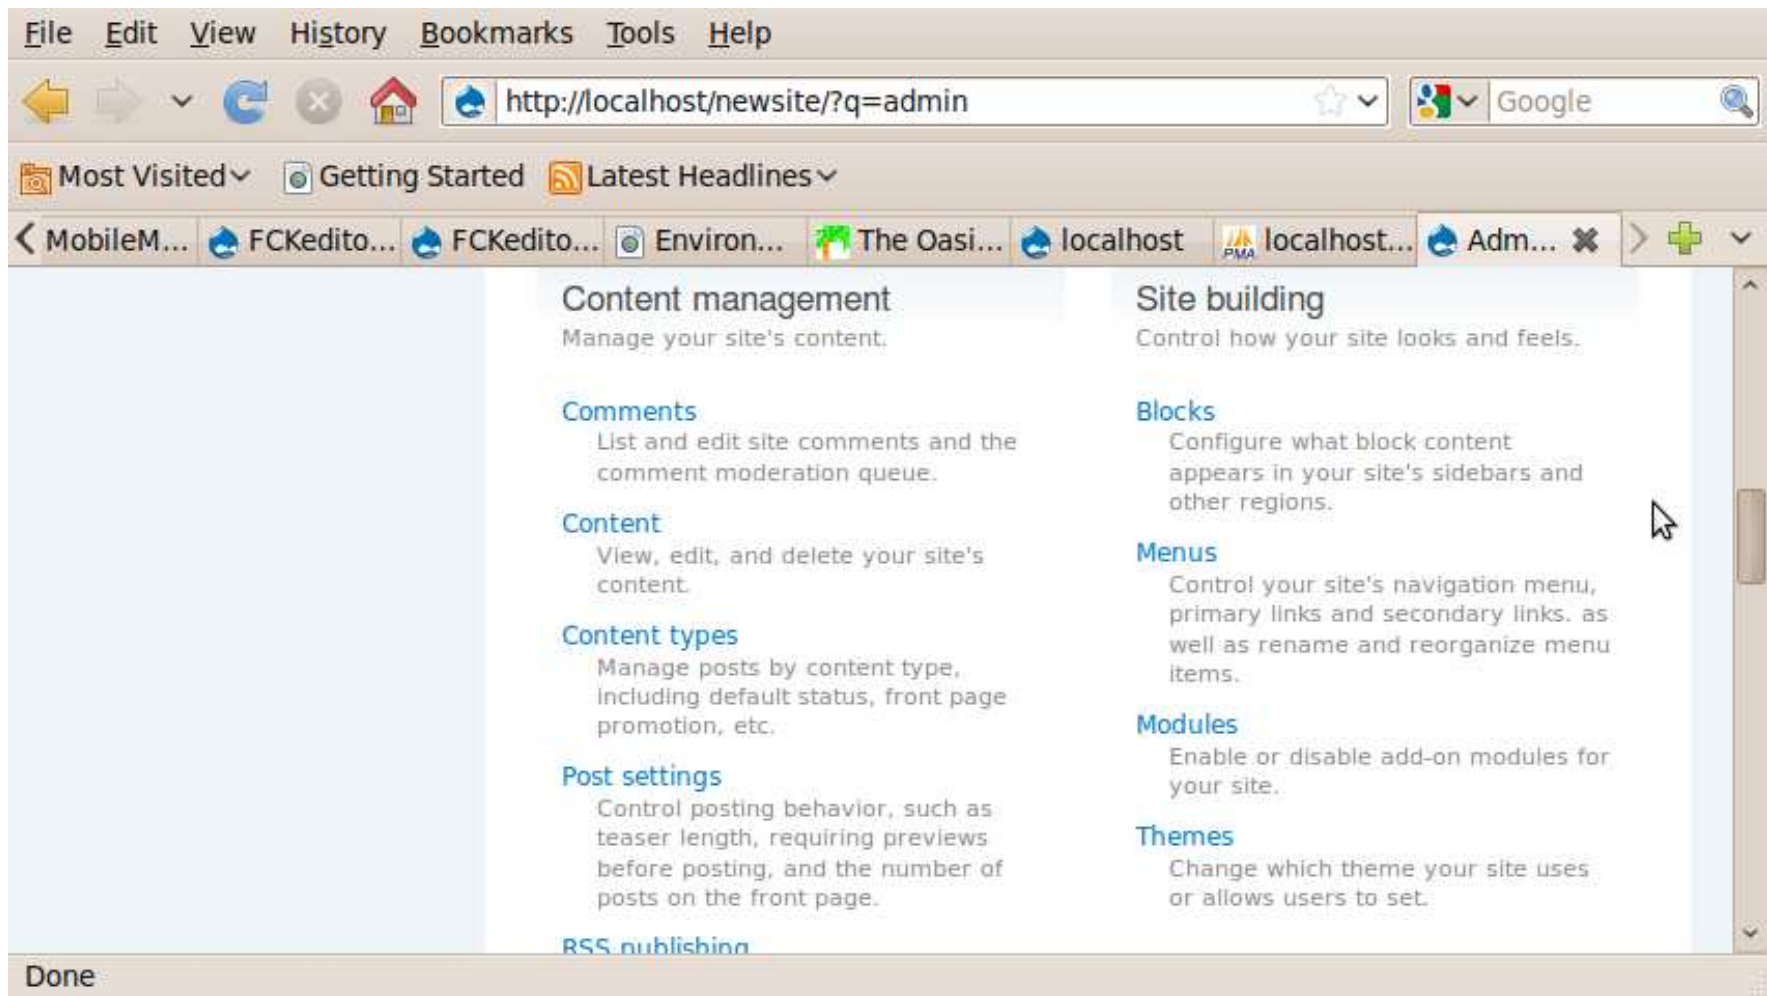 File Edit View History Bookmarks Tools Help
http://localhost/newsite/?q=admin Google
Most Visited Getting Started Latest Headlines
MobileM... FCKedito... FCKedito... Environ... The Oasi... localhost PMA localhost... Adm...
Content management
Manage your site's content.
Comments
List and edit site comments and the
comment moderation queue.
Content
View, edit, and delete your site's
content.
Content types
Manage posts by content type,
including default status, front page
promotion, etc.
Post settings
Control posting behavior, such as
teaser length, requiring previews
before posting, and the number of
posts on the front page.
RSS publishing
Site building
Control how your site looks and feels.
Blocks
Configure what block content
appears in your site's sidebars and
other regions.
Menus
Control your site's navigation menu,
primary links and secondary links. as
well as rename and reorganize menu
items.
Modules
Enable or disable add-on modules for
your site.
Themes
Change which theme your site uses
or allows users to set.
Done